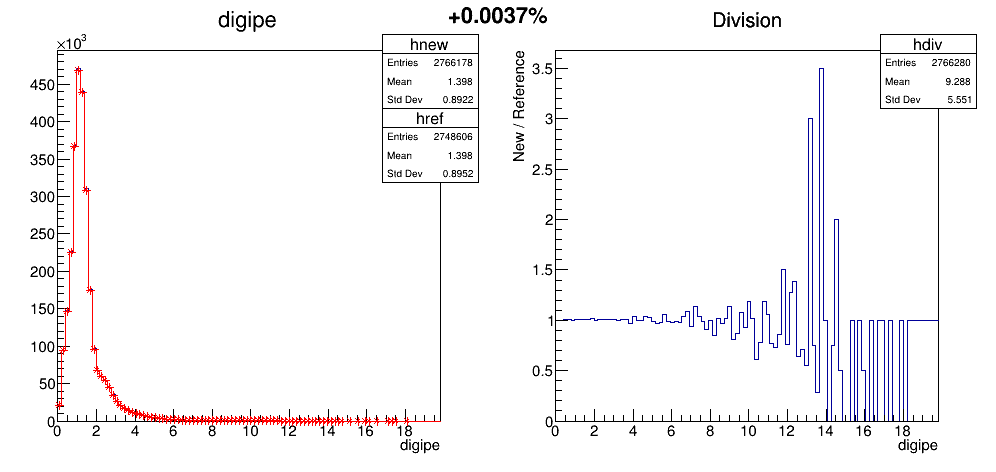 +0.0037%
digipe
×10³
hnew
Entries 2766178
Mean 1.398
Std Dev 0.8922
href
Entries 2748606
Mean 1.398
Std Dev 0.8952
450
400
350
300
250
200
150
100
50
0
0 2 4 6 8 10 12 14 16 18
digipe
Division
hdiv
Entries 2766280
Mean 9.288
Std Dev 5.551
New / Reference
3.5
3
2.5
2
1.5
1
0.5
0
0 2 4 6 8 10 12 14 16 18
digipe